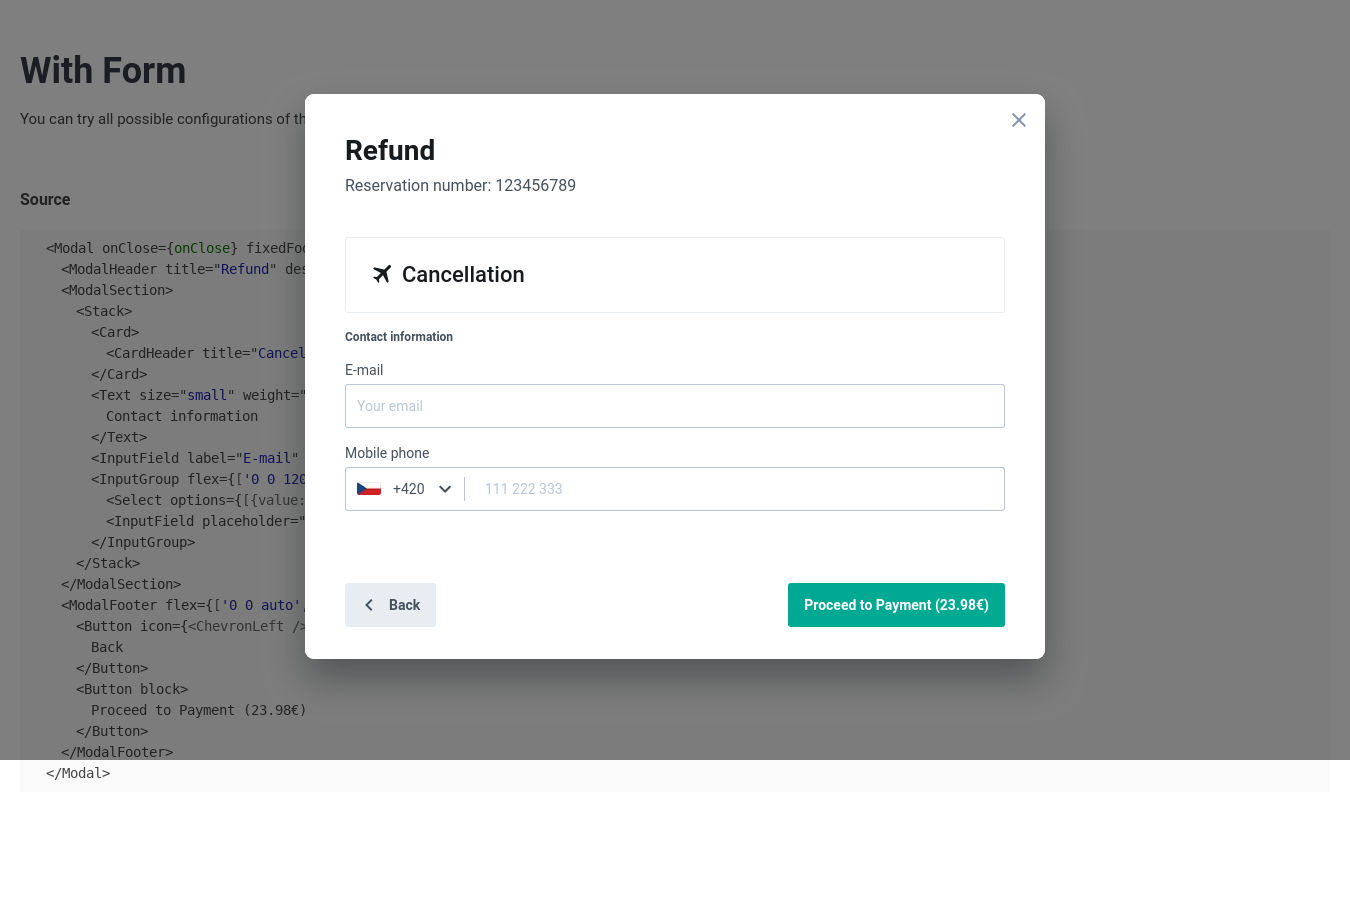 With Form
You can try all possible configurations of th
Source
<Modal onClose={onClose} fixedFoo
<ModalHeader title="Refund" des
<ModalSection>
<Stack>
<Card>
<CardHeader title="Cancel
</Card>
<Text size="small" weight="
Contact information
</Text>
<InputField label="E-mail"
<InputGroup flex={['0 0 120
<Select options={[{value:
<InputField placeholder="
</InputGroup>
</Stack>
</ModalSection>
<ModalFooter flex={['0 0 auto',
<Button icon={<ChevronLeft />
Back
</Button>
<Button block>
Proceed to Payment (23.98€)
</Button>
</ModalFooter>
</Modal>
Refund
Reservation number: 123456789
Cancellation
Contact information
E-mail
Your email
Mobile phone
+420
111 222 333
Back
Proceed to Payment (23.98€)